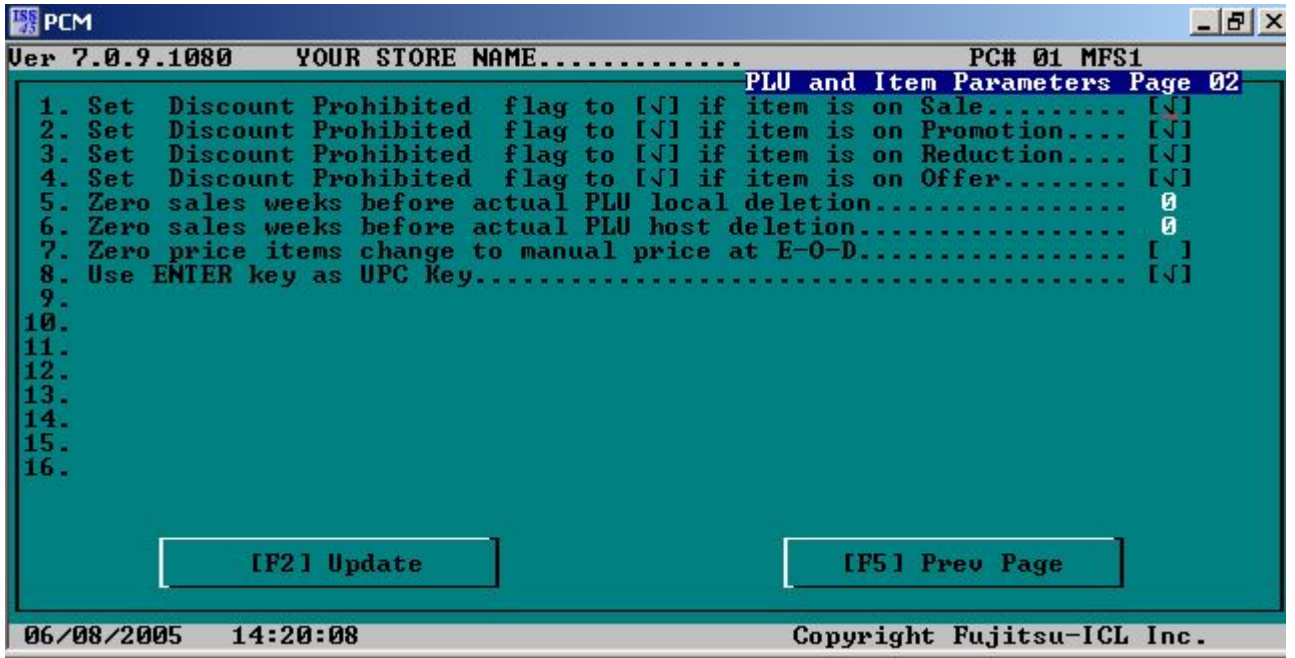 ISS 45 PCM
Ver 7.0.9.1080 YOUR STORE NAME............. PC# 01 MFS1
PLU and Item Parameters Page 02
1. Set Discount Prohibited flag to [√] if item is on Sale......... [√]
2. Set Discount Prohibited flag to [√] if item is on Promotion.... [√]
3. Set Discount Prohibited flag to [√] if item is on Reduction.... [√]
4. Set Discount Prohibited flag to [√] if item is on Offer........ [√]
5. Zero sales weeks before actual PLU local deletion................ 0
6. Zero sales weeks before actual PLU host deletion................. 0
7. Zero price items change to manual price at E-O-D................. [ ]
8. Use ENTER key as UPC Key......................................... [√]
9.
10.
11.
12.
13.
14.
15.
16.
[F2] Update [F5] Prev Page
06/08/2005 14:20:08 Copyright Fujitsu-ICL Inc.